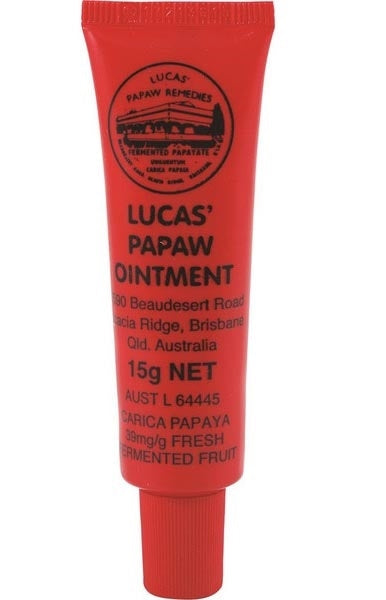 LUCAS'
PAPAW REMEDIES
FERMENTED PAPAYATE
UNGUENTUM
CARICA PAPAYA
LUCAS'
PAPAW
OINTMENT
Beaudesert Road
Ridge, Brisbane
Qld. Australia
15g NET
AUST L 64445
CARICA PAPAYA
39mg/g FRESH
FERMENTED FRUIT